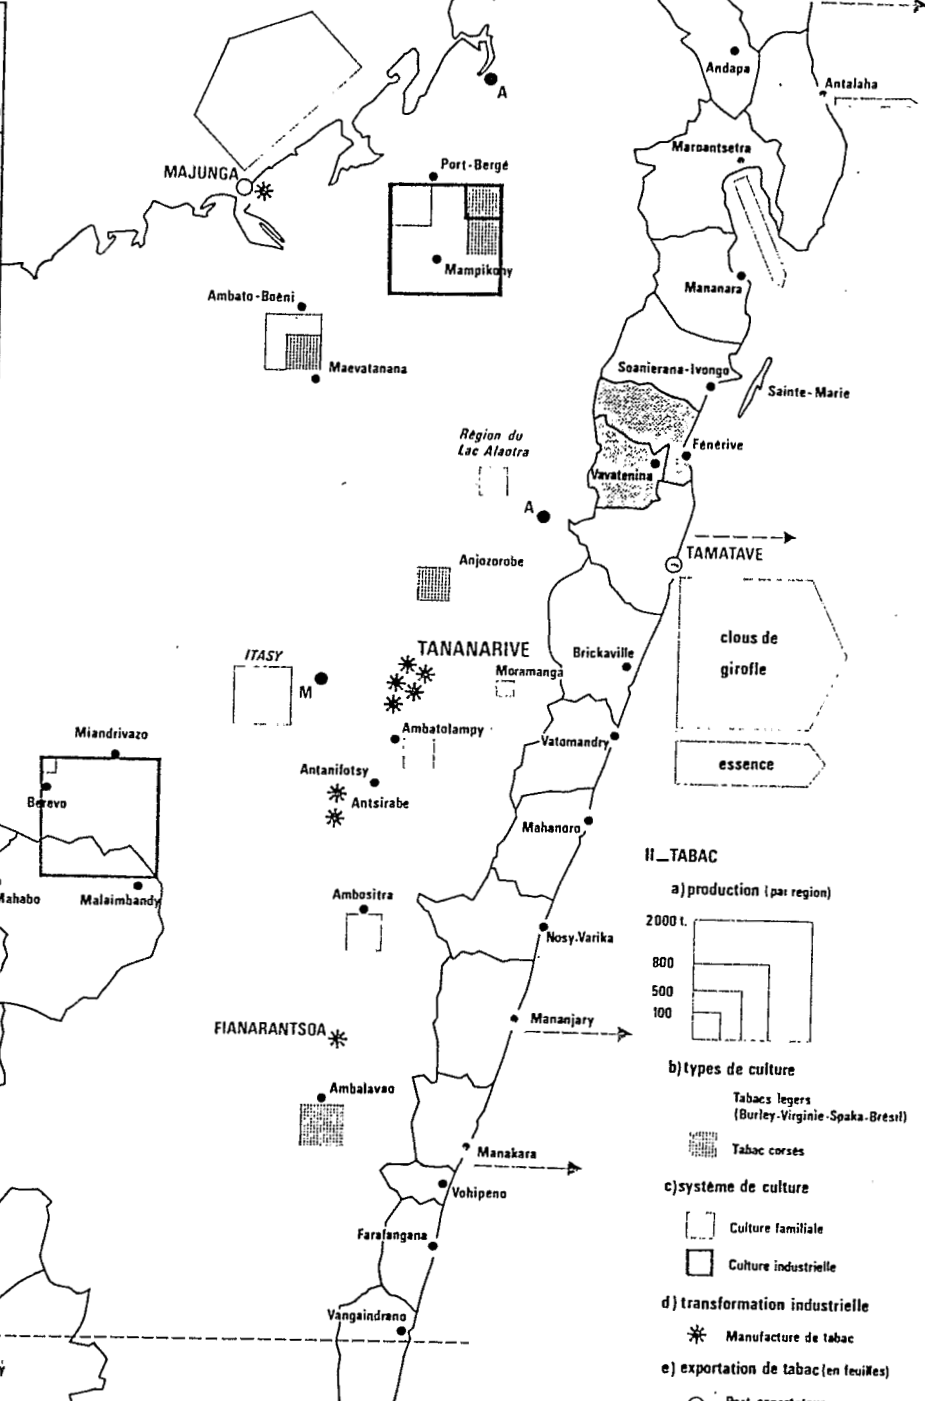 Andapa
Antalaha
A
Maroantsetra
MAJUNGA
Port-Bergé
Mampikony
Mananara
Ambato-Boéni
Maevatanana
Soanierana-Ivongo
Sainte-Marie
Région du
Lac Alaotra
Fénérive
Vavatenina
A
TAMATAVE
Anjozorobe
clous de
girofle
TANANARIVE
ITASY
Brickaville
Moramanga
M
Ambatolampy
Miandrivazo
Vatomandry
essence
Antanifotsy
Berevo
Antsirabe
Mahanoro
II_TABAC
a) production (par region)
Mahabo
Malaimbandy
Ambositra
2000 t.
800
500
100
Nosy-Varika
Mananjary
FIANARANTSOA
b) types de culture
Ambalavao
Tabacs legers
(Burley-Virginie-Spaka-Brésil)
Tabac corsés
Manakara
Vohipeno
c) système de culture
Culture familiale
Farafangana
Culture industrielle
d) transformation industrielle
Vangaindrano
Manufacture de tabac
e) exportation de tabac (en feuilles)